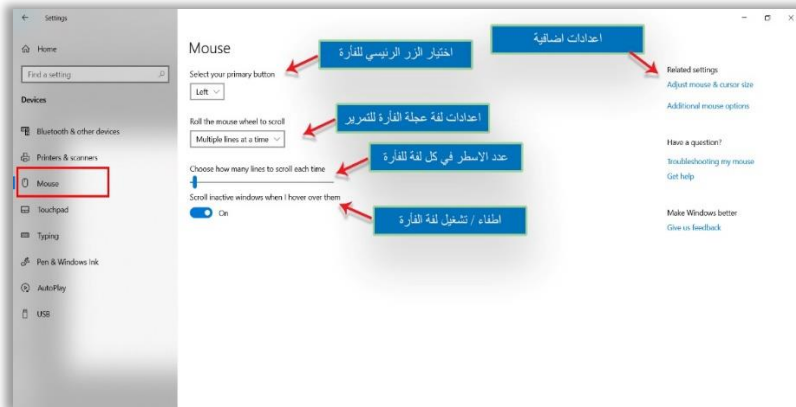 Settings
Home
Find a setting
Devices
Bluetooth & other devices
Printers & scanners
Mouse
Touchpad
Typing
Pen & Windows Ink
AutoPlay
USB
Mouse
اختيار الزر الرئيسي للفأرة
Select your primary button
Left
اعدادات لفة عجلة الفأرة للتمرير
Roll the mouse wheel to scroll
Multiple lines at a time
عدد الاسطر في كل لفة للفأرة
Choose how many lines to scroll each time
Scroll inactive windows when I hover over them
On
اطفاء / تشغيل لفة الفأرة
اعدادات اضافية
Related settings
Adjust mouse & cursor size
Additional mouse options
Have a question?
Troubleshooting my mouse
Get help
Make Windows better
Give us feedback